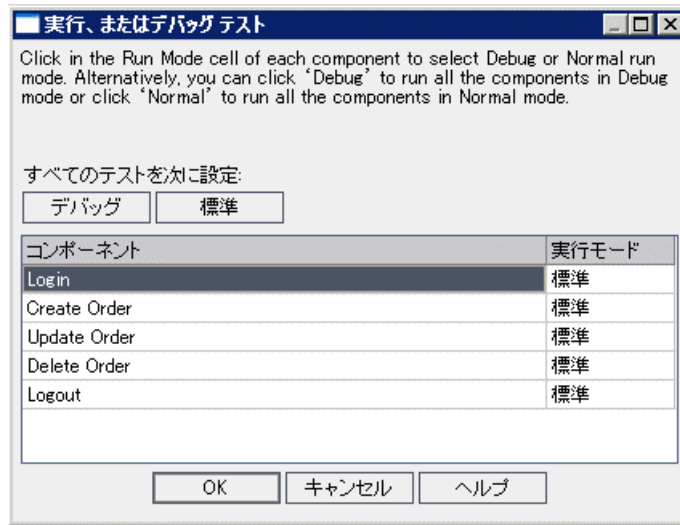 実行、またはデバッグ テスト
Click in the Run Mode cell of each component to select Debug or Normal run
mode. Alternatively, you can click ‘Debug’ to run all the components in Debug
mode or click ‘Normal’ to run all the components in Normal mode.
すべてのテストを次に設定:
デバッグ 標準
コンポーネント 実行モード
Login 標準
Create Order 標準
Update Order 標準
Delete Order 標準
Logout 標準
OK キャンセル ヘルプ